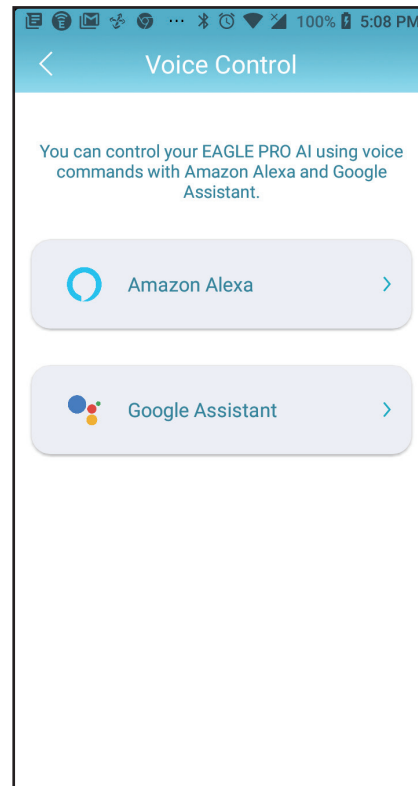 100% 5:08 PM
Voice Control
You can control your EAGLE PRO AI using voice
commands with Amazon Alexa and Google
Assistant.
Amazon Alexa
Google Assistant